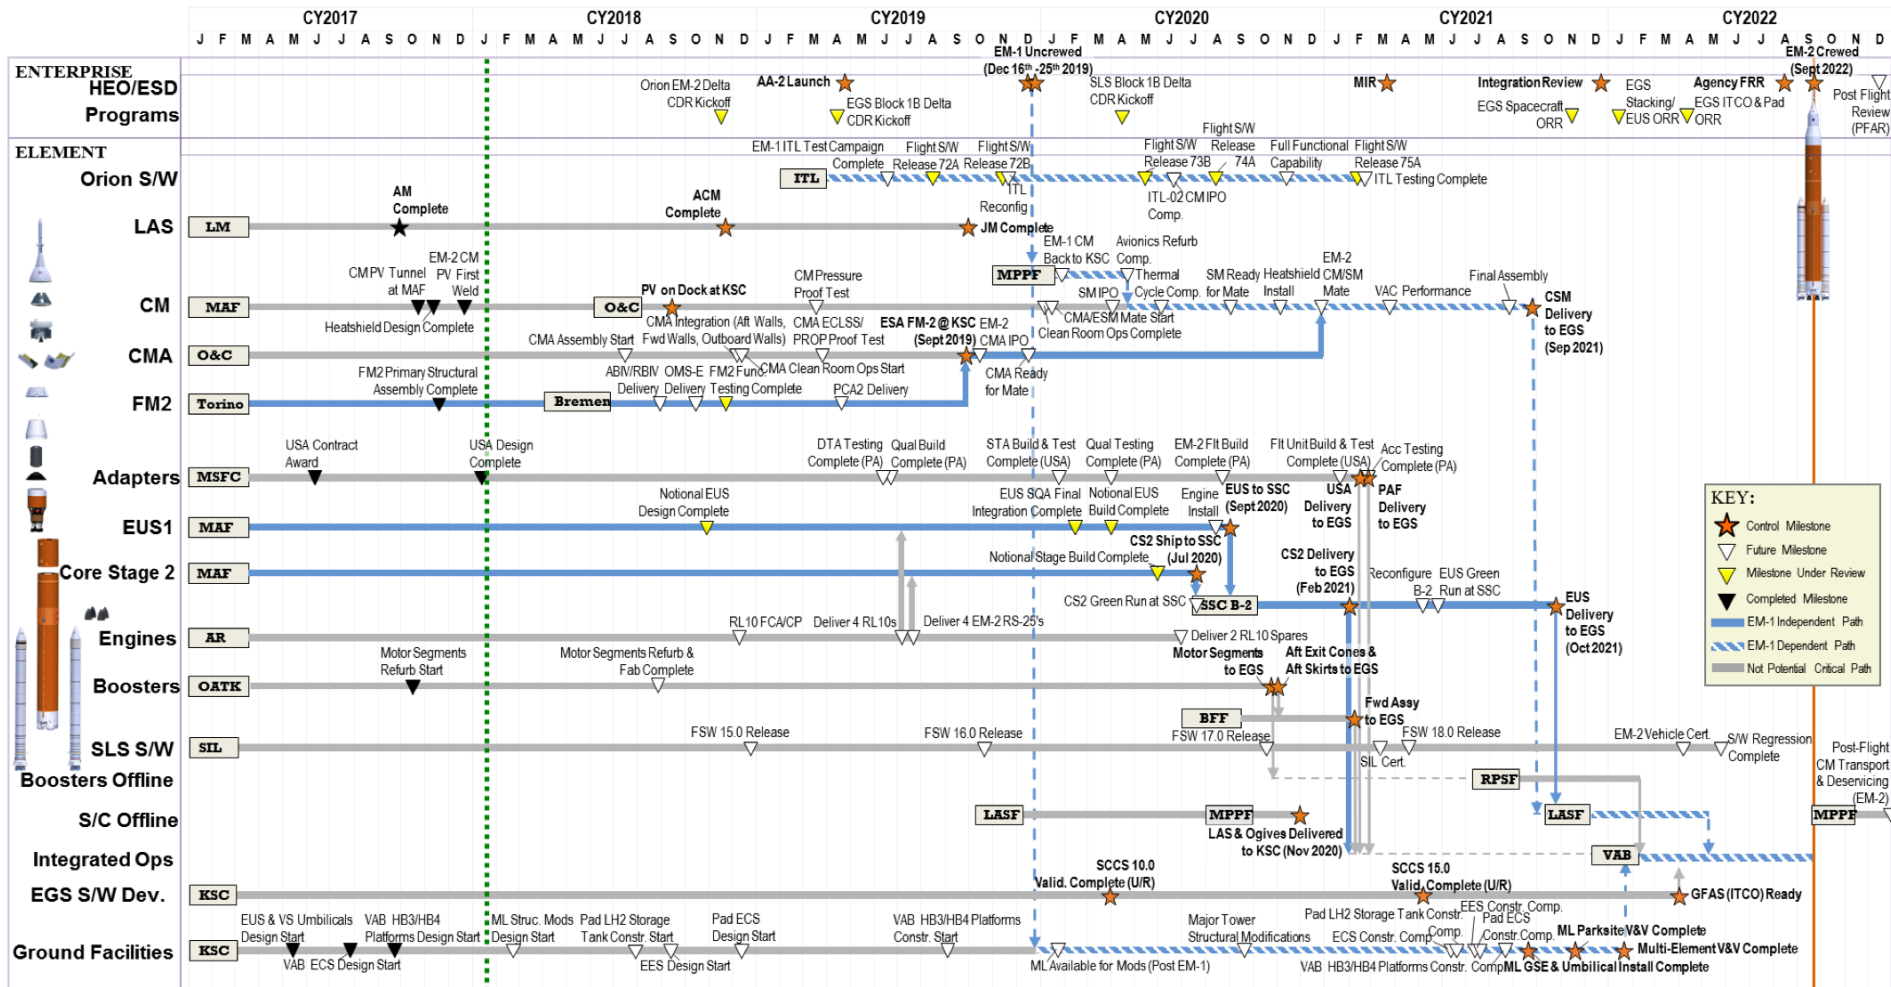 CY2017 CY2018 CY2019 CY2020 CY2021 CY2022
J F M A M J J A S O N D J F M A M J J A S O N D J F M A M J J A S O N D J F M A M J J A S O N D J F M A M J J A S O N D J F M A M J J A S O N D
EM-1 Uncrewed
(Dec 16th -25th 2019)
EM-2 Crewed
(Sept 2022)
ENTERPRISE
HEO/ESD
Programs
Orion EM-2 Delta
CDR Kickoff
AA-2 Launch
EGS Block 1B Delta
CDR Kickoff
SLS Block 1B Delta
CDR Kickoff
MIR
Integration Review
EGS Spacecraft
ORR
EGS
Stacking/
EUS ORR
Agency FRR
EGS ITCO & Pad
ORR
Post Flight
Review
(PFAR)
ELEMENT
Orion S/W
ITL
EM-1 ITL Test Campaign
Complete
Flight S/W
Release 72A
Flight S/W
Release 72B
ITL
Reconfig
Flight S/W
Release 73B
ITL-02 CM IPO
Comp.
Flight S/W
Release
74A
Full Functional
Capability
Flight S/W
Release 75A
ITL Testing Complete
LAS
LM
AM
Complete
ACM
Complete
JM Complete
CM
MAF
CM PV Tunnel
at MAF
Heatshield Design Complete
EM-2 CM
PV First
Weld
O&C
PV on Dock at KSC
CM Pressure
Proof Test
MPPF
EM-1 CM
Back to KSC
Avionics Refurb
Comp.
SM IPO
CMA/ESM Mate Start
Clean Room Ops Complete
Thermal
Cycle Comp.
SM Ready
for Mate
Heatshield
Install
EM-2
CM/SM
Mate
VAC Performance
Final Assembly
CSM
Delivery
to EGS
(Sep 2021)
CMA
O&C
CMA Assembly Start
CMA Integration (Aft Walls,
Fwd Walls, Outboard Walls)
CMA Clean Room Ops Start
CMA ECLSS/
PROP Proof Test
ESA FM-2 @ KSC
(Sept 2019)
EM-2
CMA IPO
CMA Ready
for Mate
FM2
Torino
FM2 Primary Structural
Assembly Complete
Bremen
ABIV/RBIV
Delivery
OMS-E
Delivery
FM2 Func.
Testing Complete
PCA2 Delivery
Adapters
MSFC
USA Contract
Award
USA Design
Complete
DTA Testing
Complete (PA)
Qual Build
Complete (PA)
STA Build & Test
Complete (USA)
Qual Testing
Complete (PA)
EM-2 Flt Build
Complete (PA)
Flt Unit Build & Test
Complete (USA)
Acc Testing
Complete (PA)
USA
Delivery
to EGS
PAF
Delivery
to EGS
EUS1
MAF
Notional EUS
Design Complete
EUS SQA Final
Integration Complete
Notional EUS
Build Complete
Engine
Install
EUS to SSC
(Sept 2020)
Core Stage 2
MAF
Notional Stage Build Complete
CS2 Ship to SSC
(Jul 2020)
CS2 Green Run at SSC
SSC B-2
CS2 Delivery
to EGS
(Feb 2021)
Reconfigure
B-2
EUS Green
Run at SSC
EUS
Delivery
to EGS
(Oct 2021)
Engines
AR
RL10 FCA/CP
Deliver 4 RL10s
Deliver 4 EM-2 RS-25's
Deliver 2 RL10 Spares
Boosters
OATK
Motor Segments
Refurb Start
Motor Segments Refurb &
Fab Complete
Motor Segments
to EGS
Aft Exit Cones &
Aft Skirts to EGS
BFF
Fwd Assy
to EGS
SLS S/W
SIL
FSW 15.0 Release
FSW 16.0 Release
FSW 17.0 Release
SIL Cert.
FSW 18.0 Release
EM-2 Vehicle Cert.
S/W Regression
Complete
Boosters Offline
RPSF
Post-Flight
CM Transport
& Deservicing
(EM-2)
S/C Offline
LASF
MPPF
LAS & Ogives Delivered
to KSC (Nov 2020)
LASF
MPPF
Integrated Ops
VAB
EGS S/W Dev.
KSC
SCCS 10.0
Valid. Complete (U/R)
SCCS 15.0
Valid. Complete (U/R)
GFAS (ITCO) Ready
Ground Facilities
KSC
EUS & VS Umbilicals
Design Start
VAB ECS Design Start
VAB HB3/HB4
Platforms Design Start
ML Struc. Mods
Design Start
Pad LH2 Storage
Tank Constr. Start
EES Design Start
Pad ECS
Design Start
VAB HB3/HB4 Platforms
Constr. Start
ML Available for Mods (Post EM-1)
Major Tower
Structural Modifications
Pad LH2 Storage Tank Constr.
Comp.
ECS Constr. Comp.
VAB HB3/HB4 Platforms Constr. Comp.
EES Constr. Comp.
Pad ECS
Constr. Comp.
ML Parksite V&V Complete
Multi-Element V&V Complete
ML GSE & Umbilical Install Complete
KEY:
Control Milestone
Future Milestone
Milestone Under Review
Completed Milestone
EM-1 Independent Path
EM-1 Dependent Path
Not Potential Critical Path